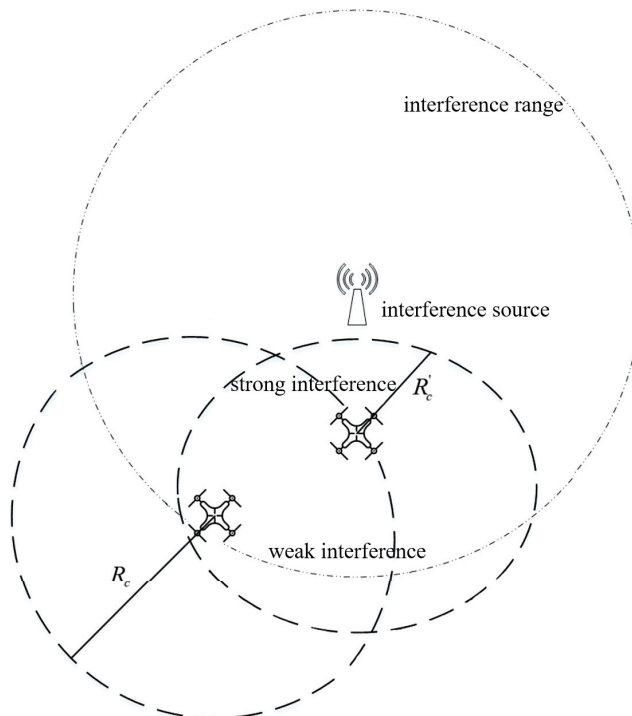 interference range
interference source
strong interference
R'c
weak interference
Rc